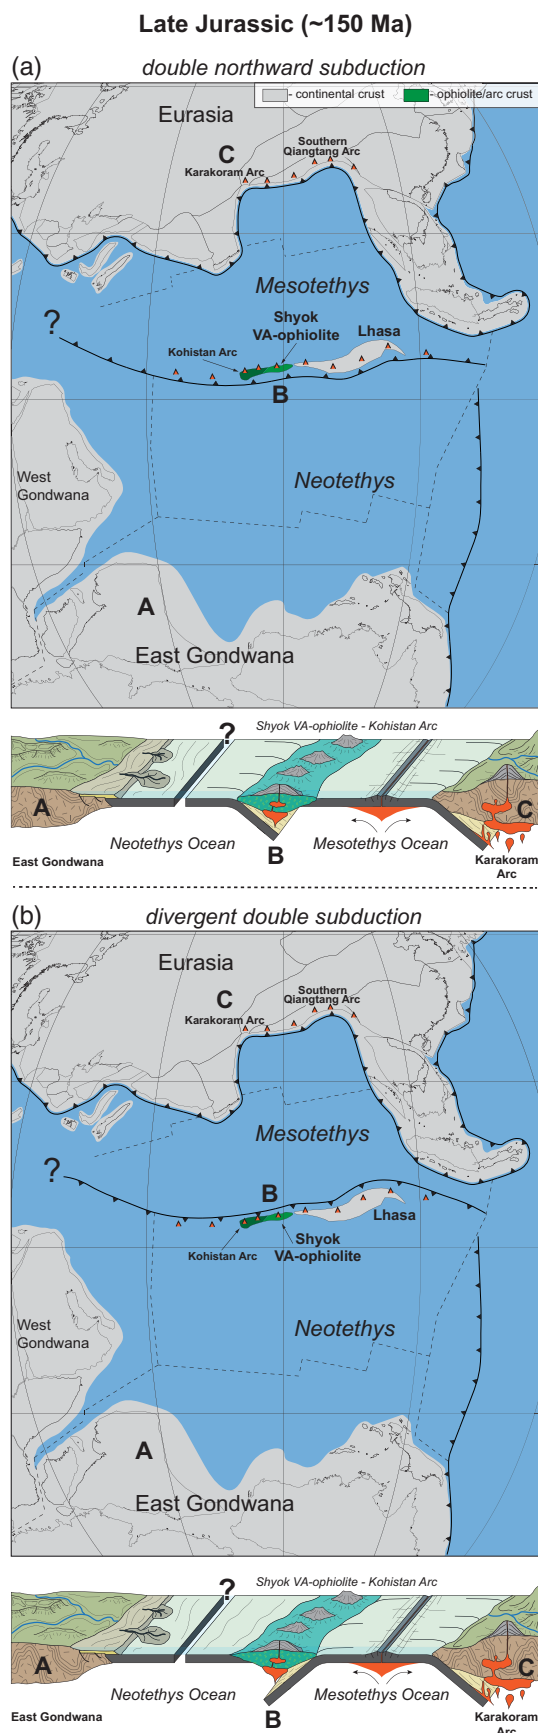 Late Jurassic (~150 Ma)
(a)
double northward subduction
- continental crust
- ophiolite/arc crust
Eurasia
C
Karakoram Arc
Southern
Qiangtang Arc
Mesotethys
?
Shyok
VA-ophiolite
Lhasa
Kohistan Arc
B
Neotethys
West
Gondwana
A
East Gondwana
?
Shyok VA-ophiolite - Kohistan Arc
A
C
Neotethys Ocean
B
Mesotethys Ocean
East Gondwana
Karakoram
Arc
(b)
divergent double subduction
Eurasia
C
Karakoram Arc
Southern
Qiangtang Arc
Mesotethys
?
B
Lhasa
Kohistan Arc
Shyok
VA-ophiolite
Neotethys
West
Gondwana
A
East Gondwana
?
Shyok VA-ophiolite - Kohistan Arc
A
C
Neotethys Ocean
B
Mesotethys Ocean
East Gondwana
Karakoram
Arc